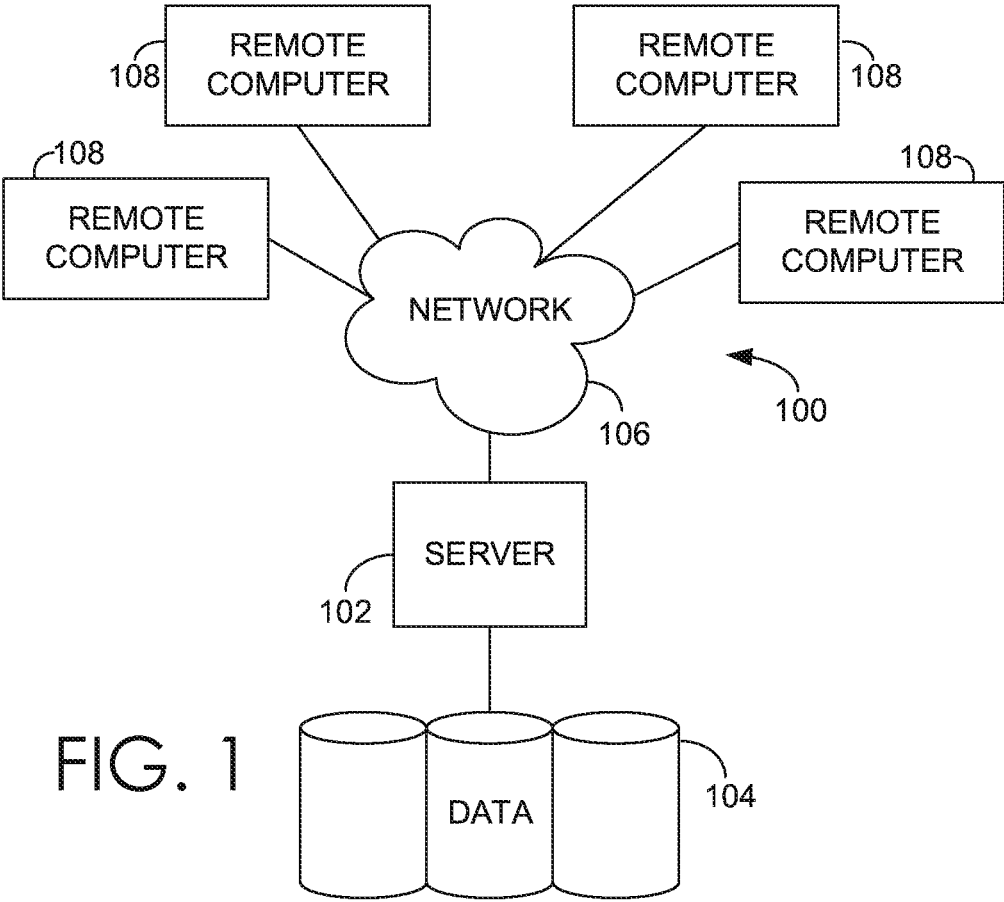 REMOTE
COMPUTER
108
REMOTE
COMPUTER
108
108
REMOTE
COMPUTER
108
REMOTE
COMPUTER
NETWORK
100
106
SERVER
102
FIG. 1
DATA
104